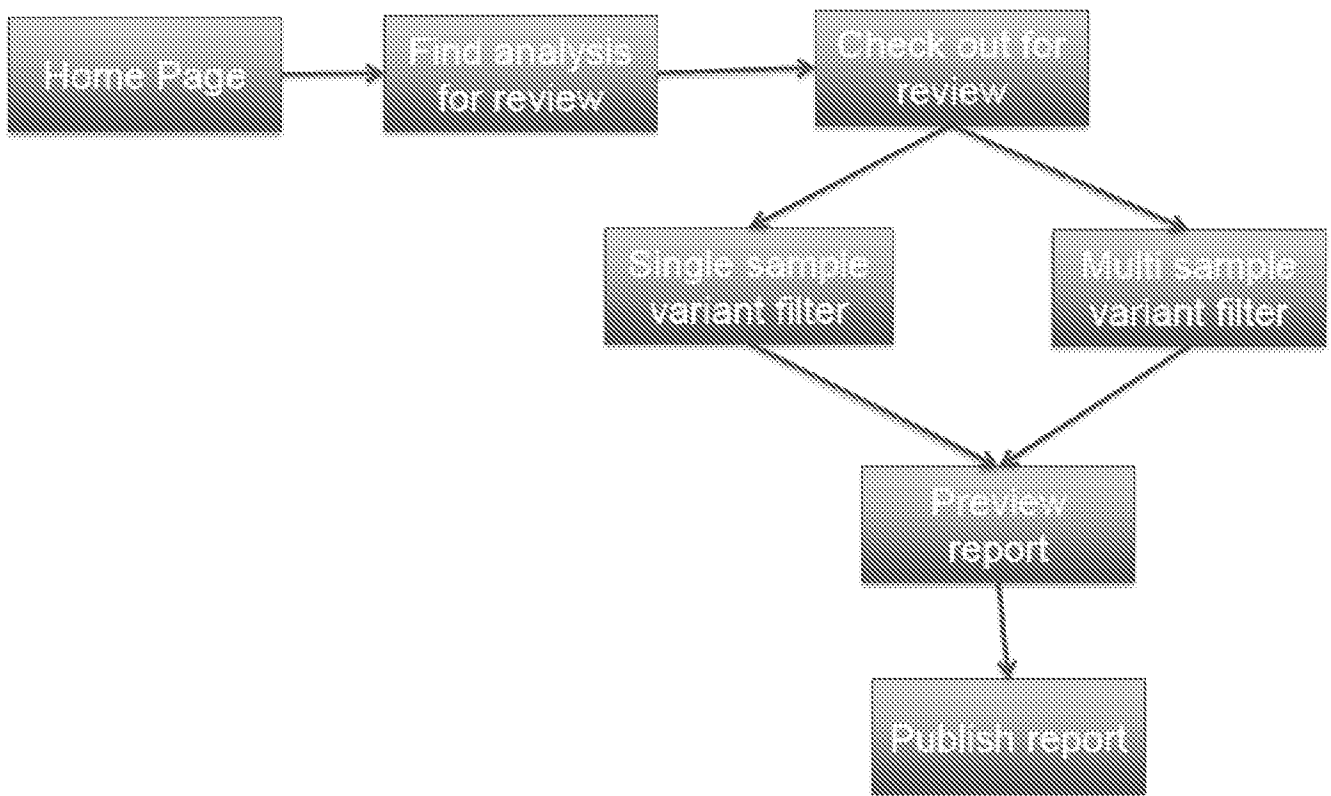 Home Page
Find analysis
for review
Check out for
review
Single sample
variant filter
Multi sample
variant filter
Preview
report
Publish report